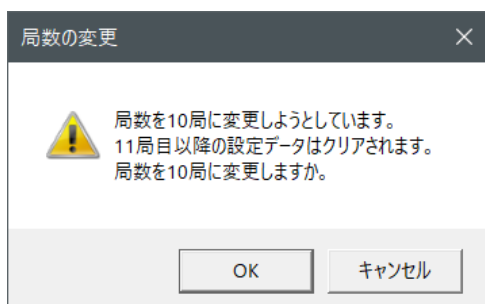 局数の変更
局数を10局に変更しようとしています。
11局目以降の設定データはクリアされます。
局数を10局に変更しますか。
OK
キャンセル